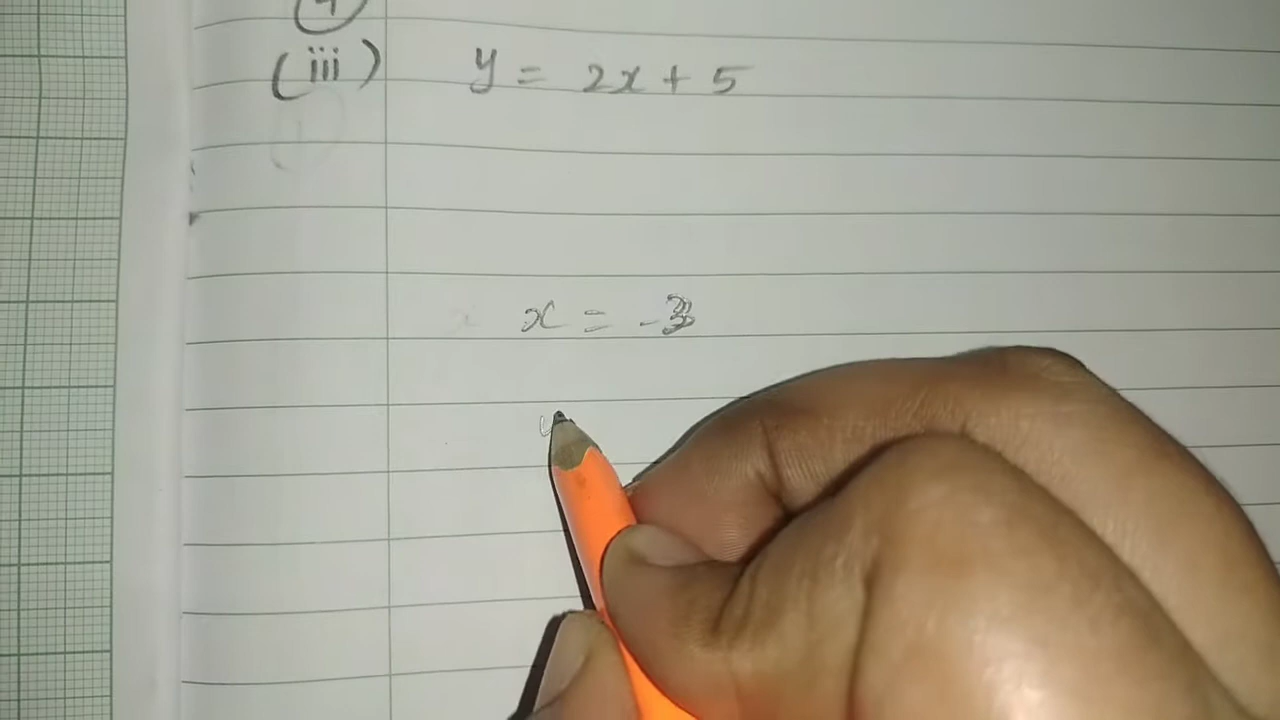 (iii) y = 2x + 5
x = -3